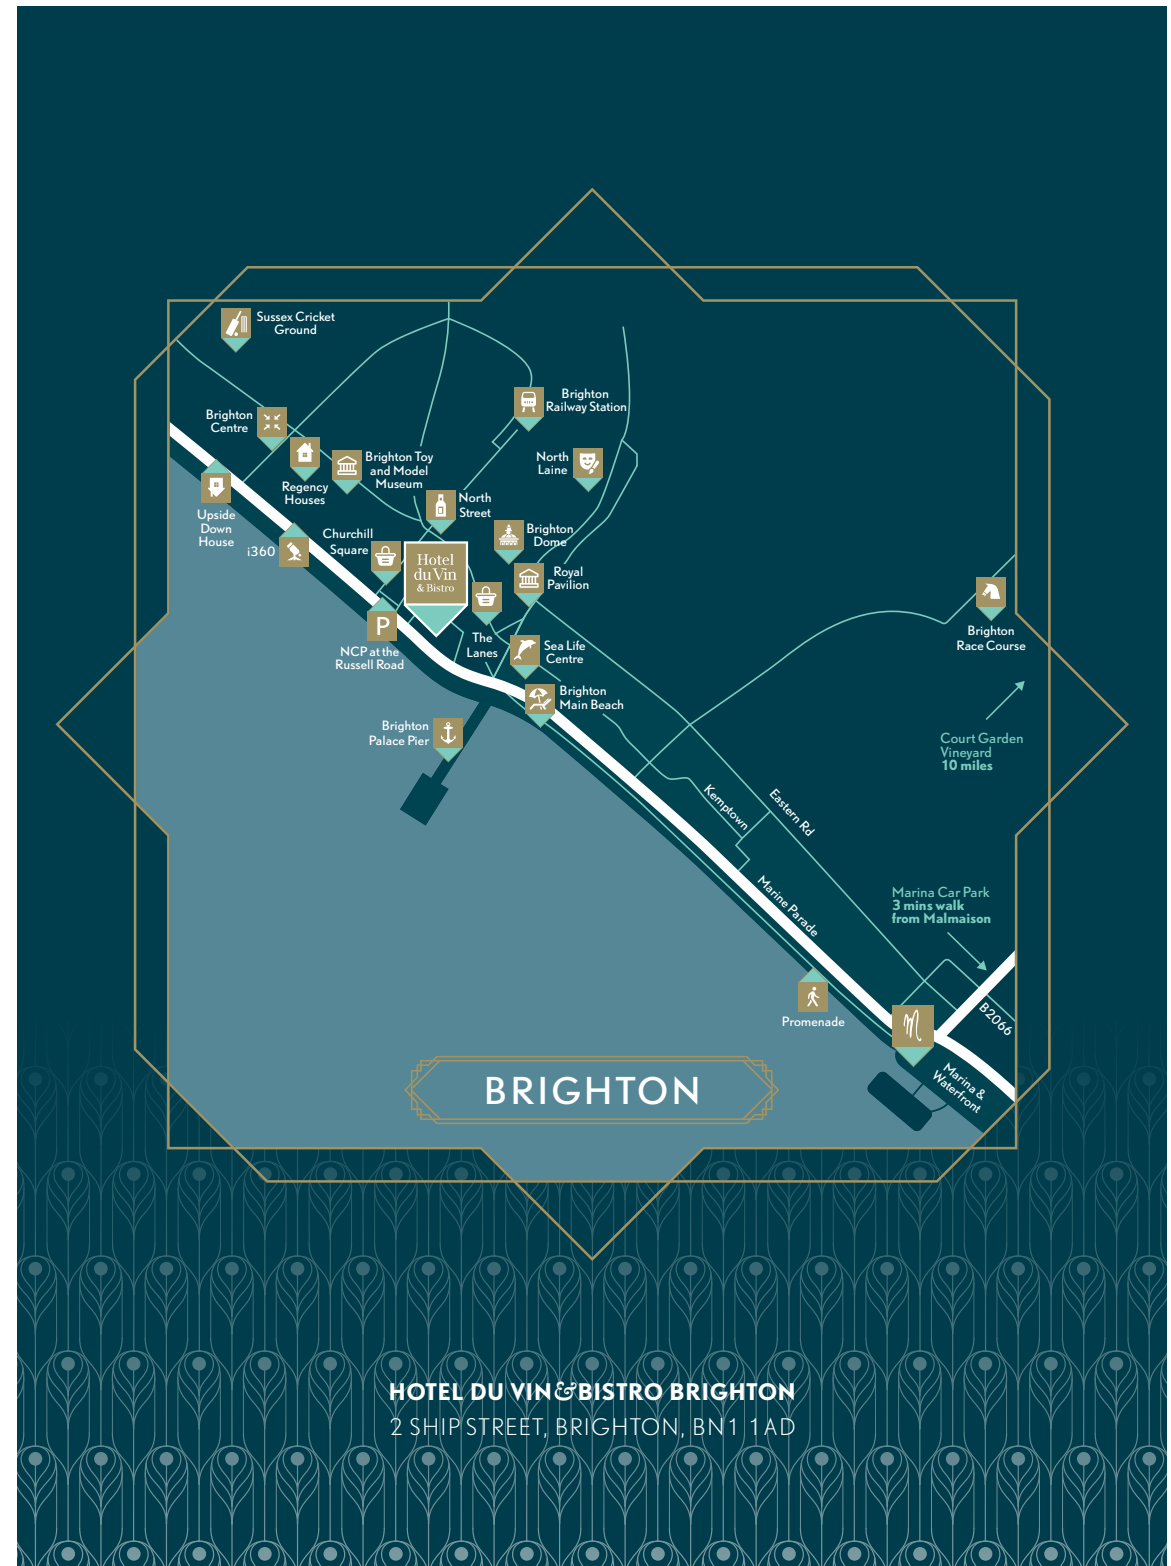 Sussex Cricket
Ground
Brighton
Railway Station
Brighton
Centre
Brighton Toy
and Model
Museum
North
Laine
Regency
Houses
North
Street
Upside
Down
House
i360
Churchill
Square
Brighton
Dome
Hotel
du Vin
& Bistro
Royal
Pavilion
P
NCP at the
Russell Road
The
Lanes
Sea Life
Centre
Brighton
Race Course
Brighton
Main Beach
Brighton
Palace Pier
Court Garden
Vineyard
10 miles
Kemptown
Eastern Rd
Marine Parade
Marina Car Park
3 mins walk
from Malmaison
Promenade
M
B2066
Marina &
Waterfront
BRIGHTON
HOTEL DU VIN & BISTRO BRIGHTON
2 SHIP STREET, BRIGHTON, BN1 1AD